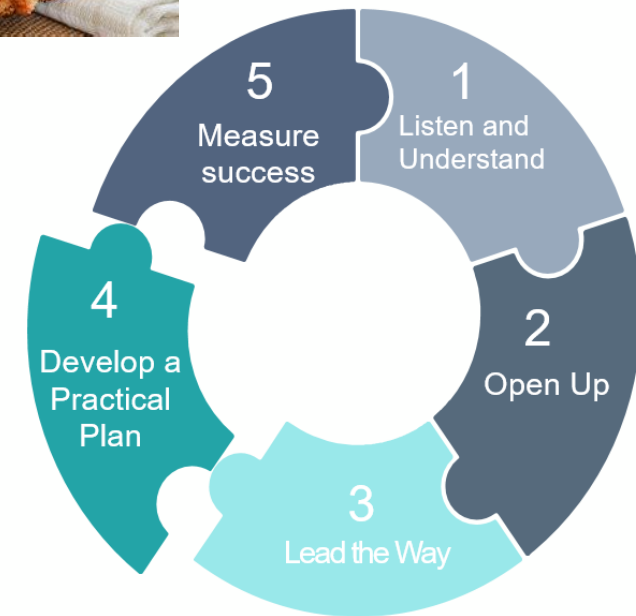 1
Listen and
Understand
2
Open Up
3
Lead the Way
4
Develop a
Practical
Plan
5
Measure
success